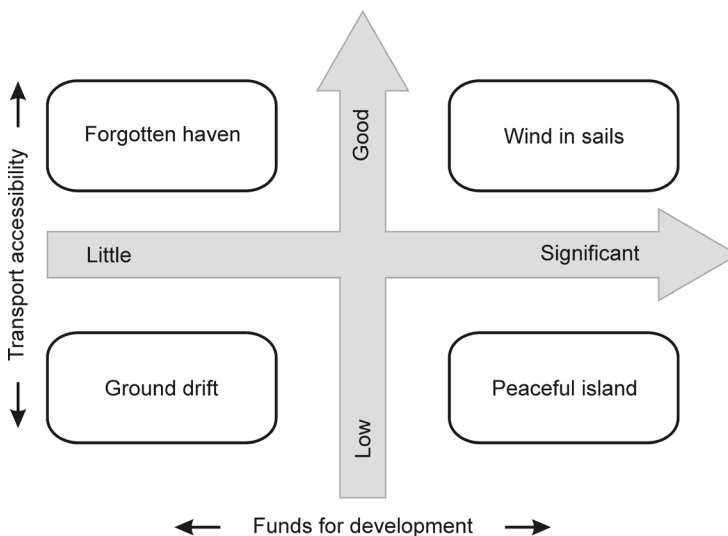 Good
Forgotten haven
Wind in sails
Transport accessibility
Little
Significant
Ground drift
Peaceful island
Low
Funds for development